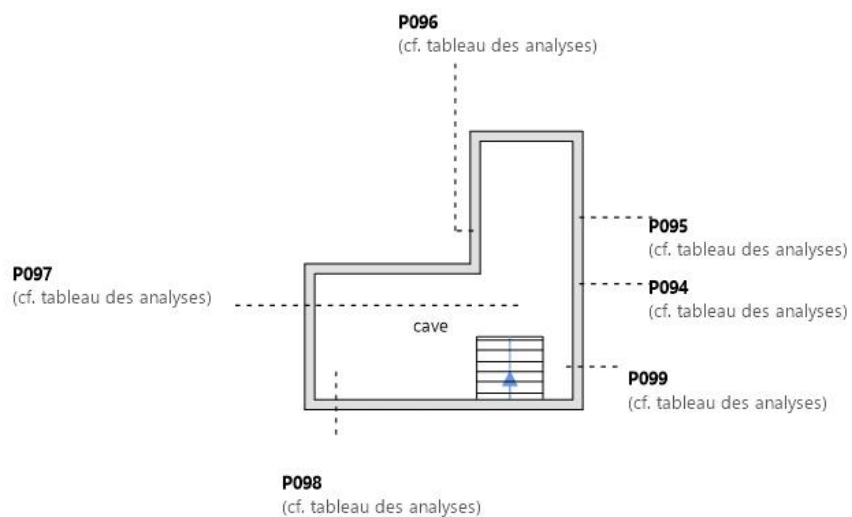 P096
(cf. tableau des analyses)
P095
(cf. tableau des analyses)
P097
(cf. tableau des analyses)
P094
(cf. tableau des analyses)
cave
P099
(cf. tableau des analyses)
P098
(cf. tableau des analyses)